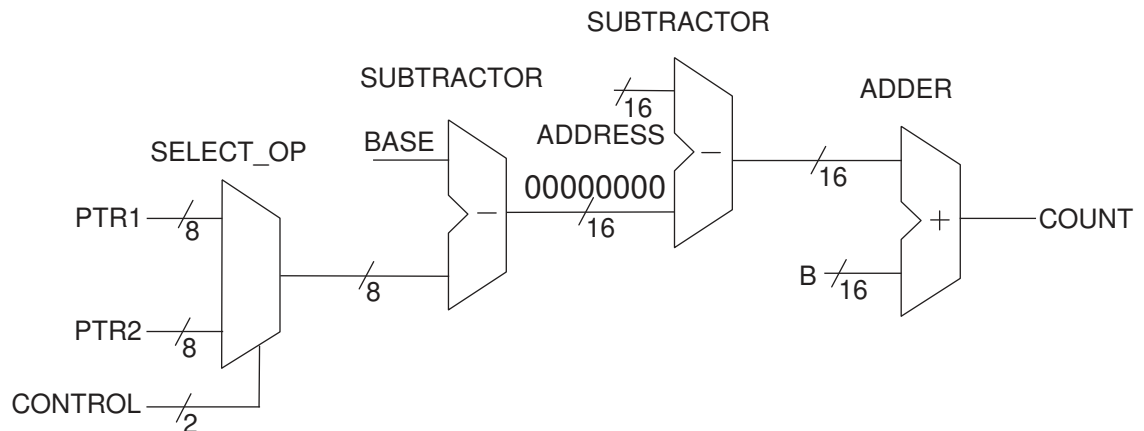 SUBTRACTOR
SUBTRACTOR
ADDER
16
ADDRESS
BASE
SELECT_OP
−
00000000
16
−
16
PTR1
8
COUNT
+
8
B
16
PTR2
8
CONTROL
2